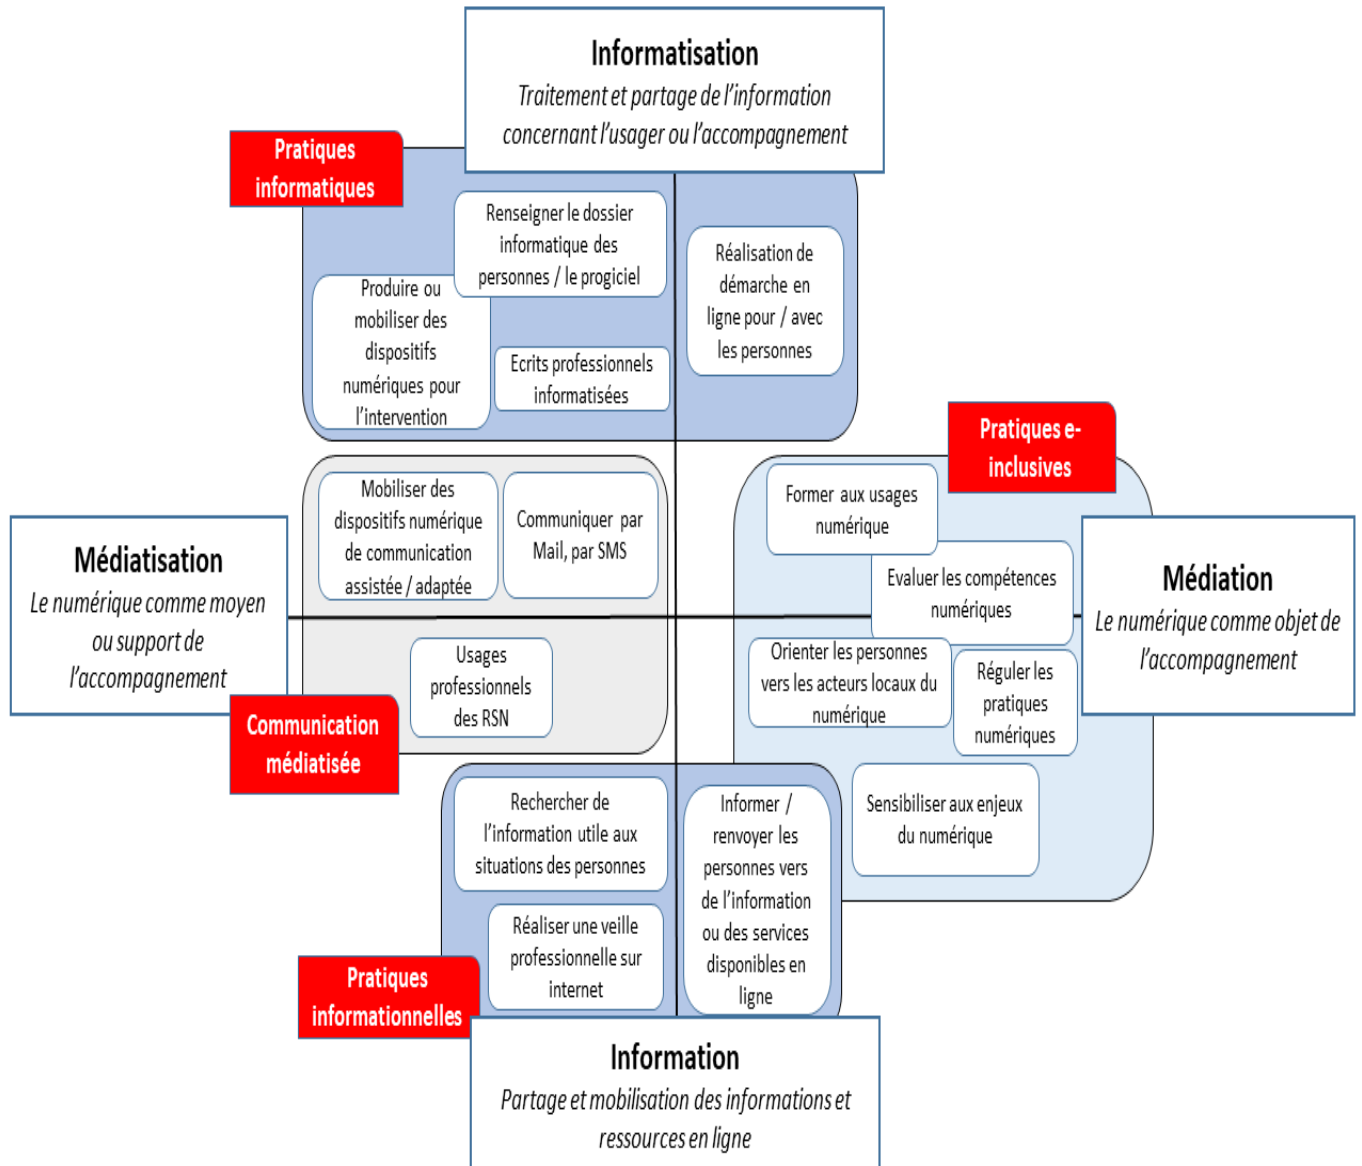 Informatisation
Traitement et partage de l'information
concernant l'usager ou l'accompagnement
Pratiques
informatiques
Renseigner le dossier
informatique des
personnes / le progiciel
Réalisation de
démarche en
ligne pour / avec
les personnes
Produire ou
mobiliser des
dispositifs
numériques pour
l'intervention
Ecrits professionnels
informatisées
Pratiques e-
inclusives
Mobiliser des
dispositifs numérique
de communication
assistée / adaptée
Communiquer par
Mail, par SMS
Former aux usages
numérique
Evaluer les compétences
numériques
Médiatisation
Le numérique comme moyen
ou support de
l'accompagnement
Médiation
Le numérique comme objet de
l'accompagnement
Usages
professionnels
des RSN
Orienter les personnes
vers les acteurs locaux du
numérique
Réguler les
pratiques
numériques
Communication
médiatisée
Sensibiliser aux enjeux
du numérique
Rechercher de
l'information utile aux
situations des personnes
Informer /
renvoyer les
personnes vers
de l'information
ou des services
disponibles en
ligne
Réaliser une veille
professionnelle sur
internet
Pratiques
informationnelles
Information
Partage et mobilisation des informations et
ressources en ligne